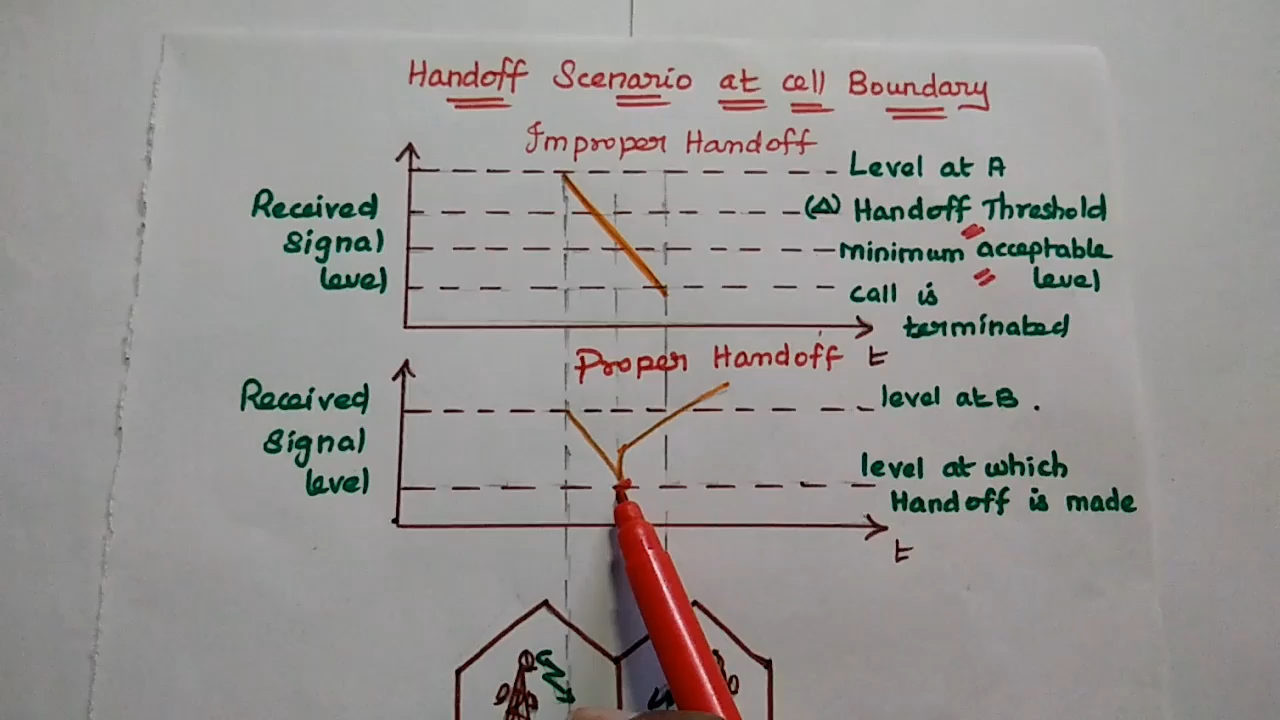 Handoff Scenario at cell Boundary
Improper Handoff
Level at A
(Δ) Handoff Threshold
minimum acceptable
level
call is
terminated
Received
signal
level
t
Proper Handoff
Received
signal
level
level at B .
level at which
Handoff is made
t